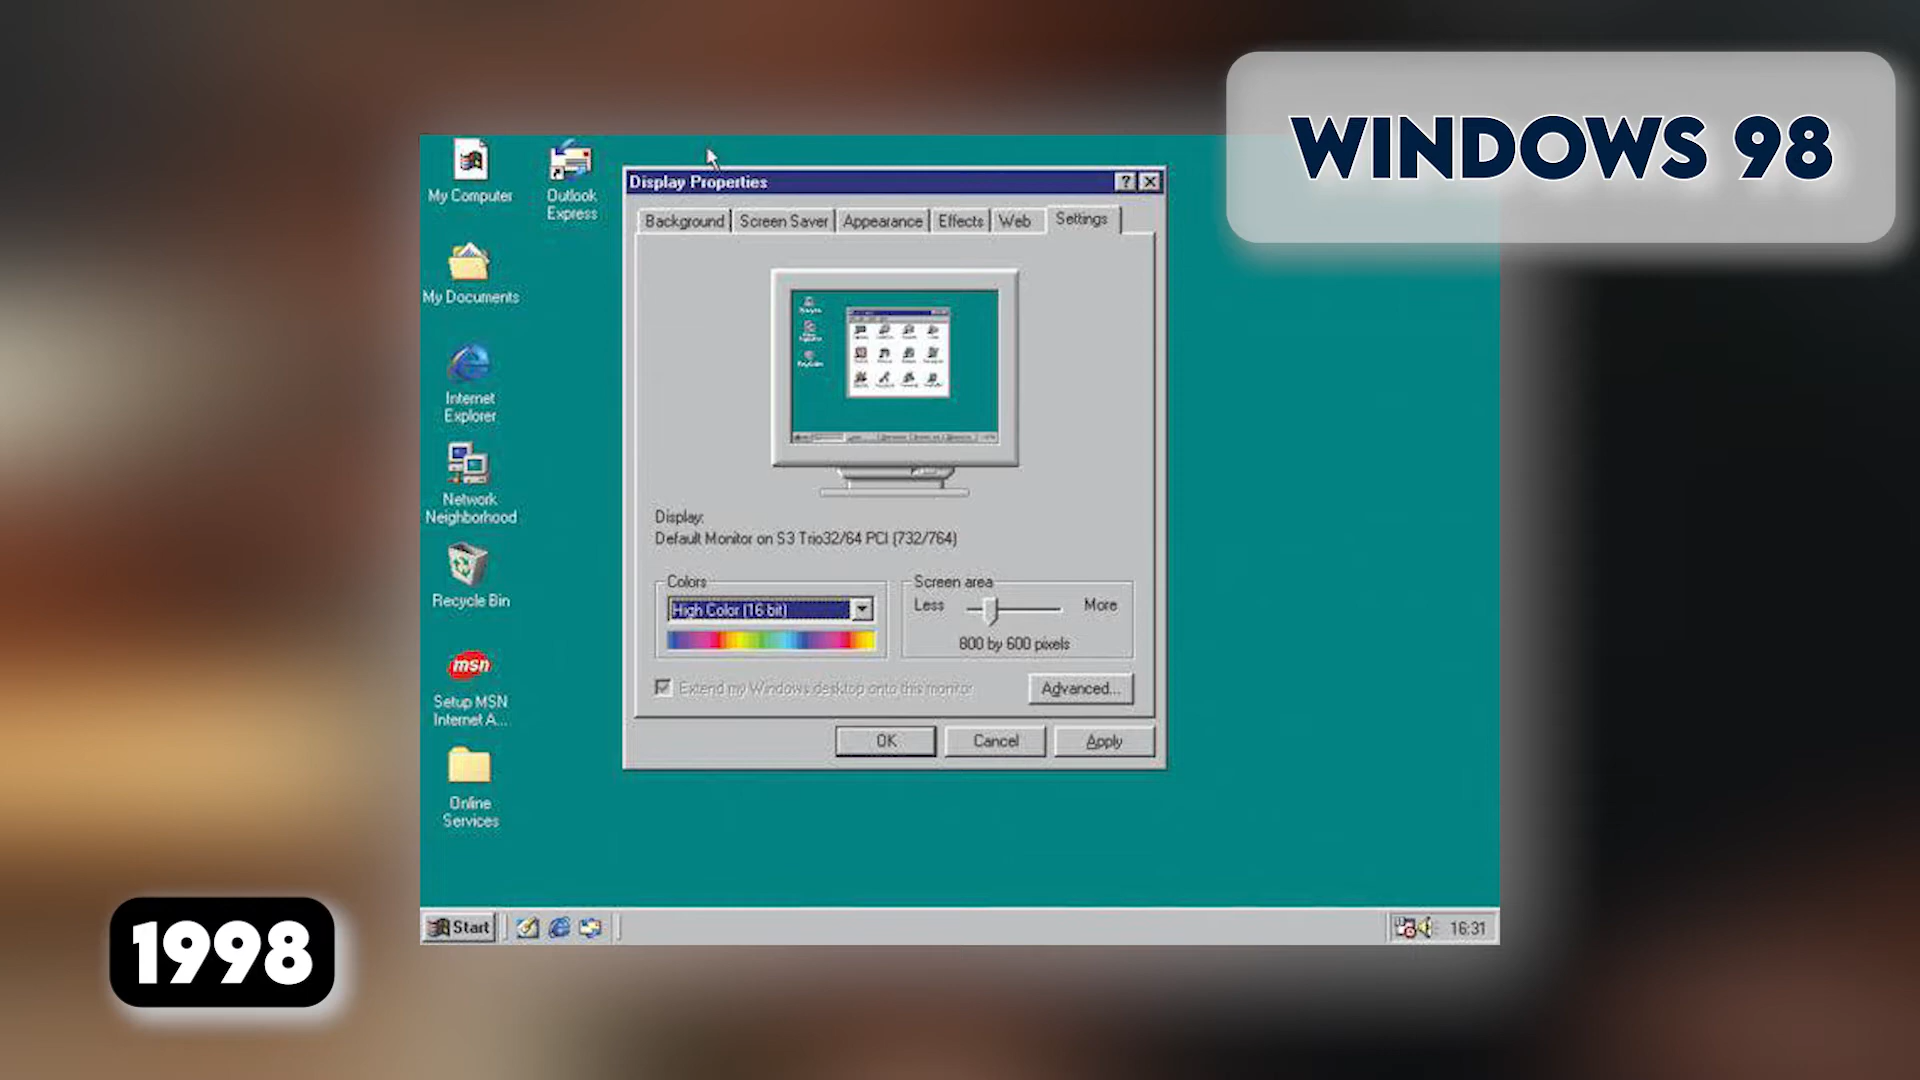 WINDOWS 98
My Computer
Outlook
Express
My Documents
Internet
Explorer
Network
Neighborhood
Recycle Bin
msn
Setup MSN
Internet A...
Online
Services
Display Properties
Background Screen Saver Appearance Effects Web Settings
Display:
Default Monitor on S3 Trio32/64 PCI (732/764)
Colors
High Color (16 bit)
Screen area
Less More
800 by 600 pixels
Extend my Windows desktop onto this monitor
Advanced...
OK Cancel Apply
Start
16:31
1998